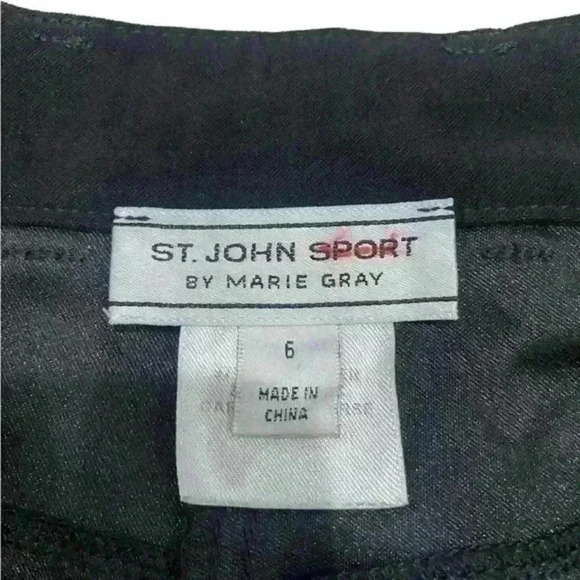 ST. JOHN SPORT
BY MARIE GRAY
6
MADE IN
CHINA